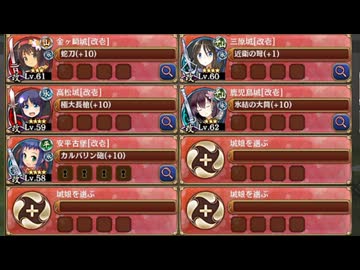 金ヶ崎城[改壱]
蛇刀(+10)
Lv.61
三原城[改壱]
近衛の弩(+1)
Lv.60
高松城[改壱]
極大長槍(+10)
Lv.59
鹿児島城[改壱]
氷結の大筒(+10)
Lv.62
安平古堡[改壱]
カルバリン砲(+10)
Lv.58
城娘を選ぶ
城娘を選ぶ
城娘を選ぶ